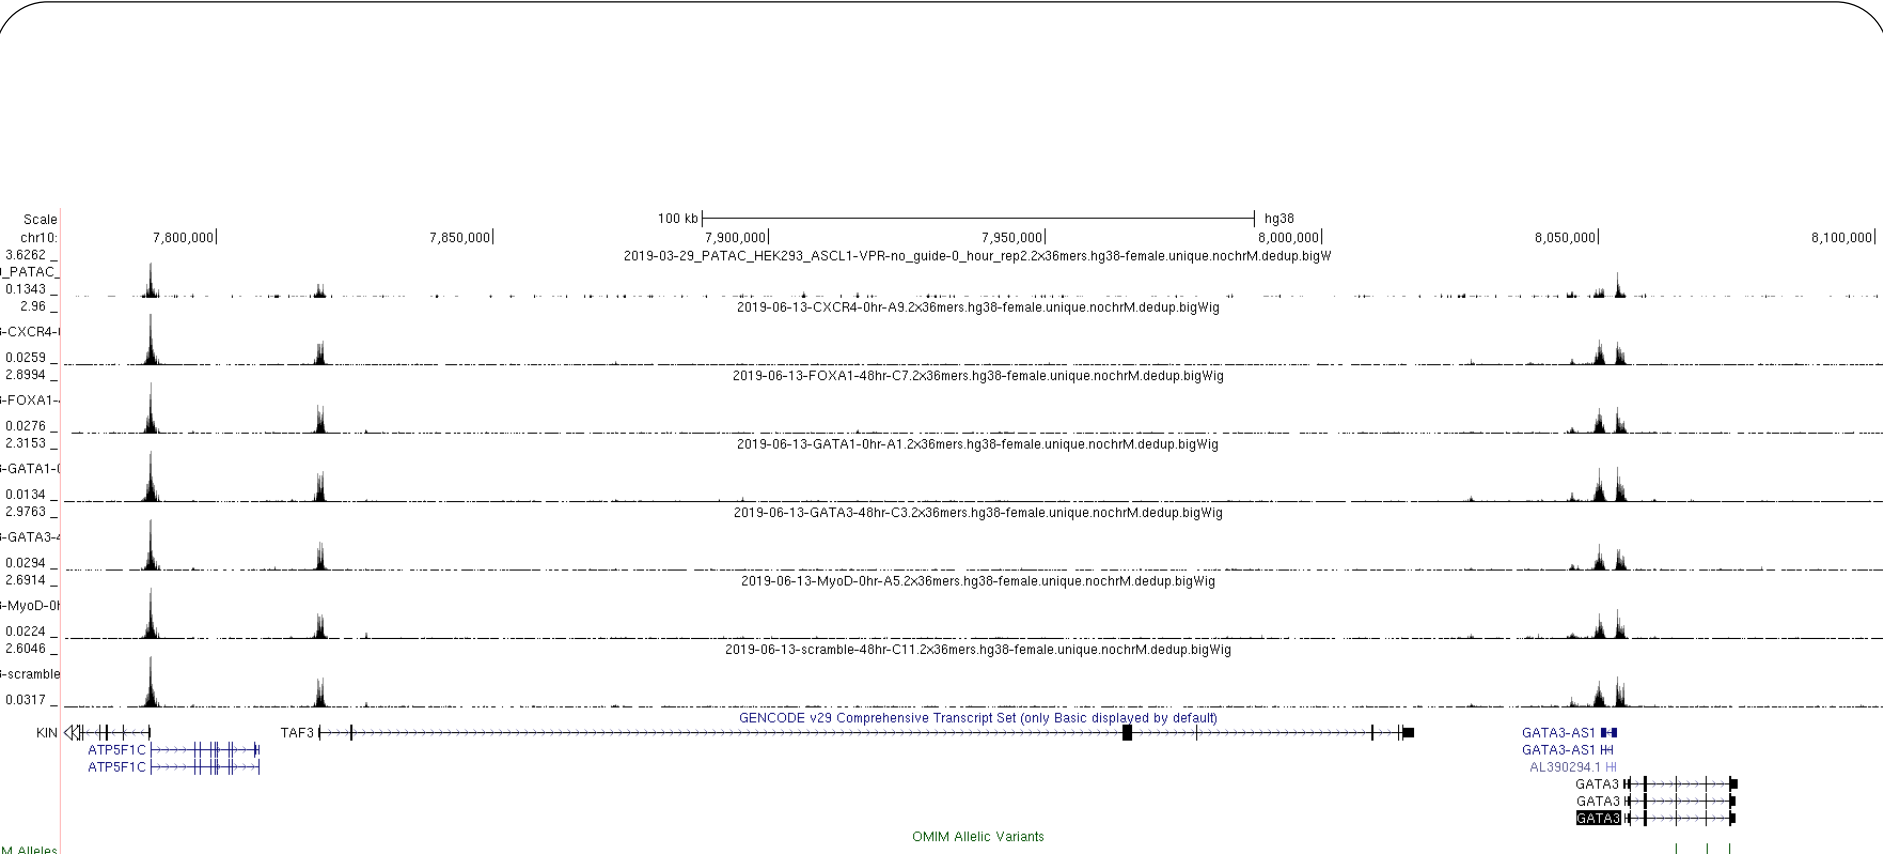 Scale 100 kb hg38
chr10: 7,800,000 7,850,000 7,900,000 7,950,000 8,000,000 8,050,000 8,100,000
3.6262 _ 2019-03-29_PATAC_HEK293_ASCL1-VPR-no_guide-0_hour_rep2.2x36mers.hg38-female.unique.nochrM.dedup.bigW
_PATAC_
0.1343 _
2.96 _ 2019-06-13-CXCR4-0hr-A9.2x36mers.hg38-female.unique.nochrM.dedup.bigWig
-CXCR4-
0.0259 _
2.8994 _ 2019-06-13-FOXA1-48hr-C7.2x36mers.hg38-female.unique.nochrM.dedup.bigWig
-FOXA1-
0.0276 _
2.3153 _ 2019-06-13-GATA1-0hr-A1.2x36mers.hg38-female.unique.nochrM.dedup.bigWig
-GATA1-0
0.0134 _
2.9763 _ 2019-06-13-GATA3-48hr-C3.2x36mers.hg38-female.unique.nochrM.dedup.bigWig
-GATA3-4
0.0294 _
2.6914 _ 2019-06-13-MyoD-0hr-A5.2x36mers.hg38-female.unique.nochrM.dedup.bigWig
-MyoD-0h
0.0224 _
2.6046 _ 2019-06-13-scramble-48hr-C11.2x36mers.hg38-female.unique.nochrM.dedup.bigWig
-scramble
0.0317 _
GENCODE v29 Comprehensive Transcript Set (only Basic displayed by default)
KIN TAF3 GATA3-AS1
ATP5F1C GATA3-AS1
ATP5F1C AL390294.1
GATA3
GATA3
GATA3
OMIM Allelic Variants
M Alleles